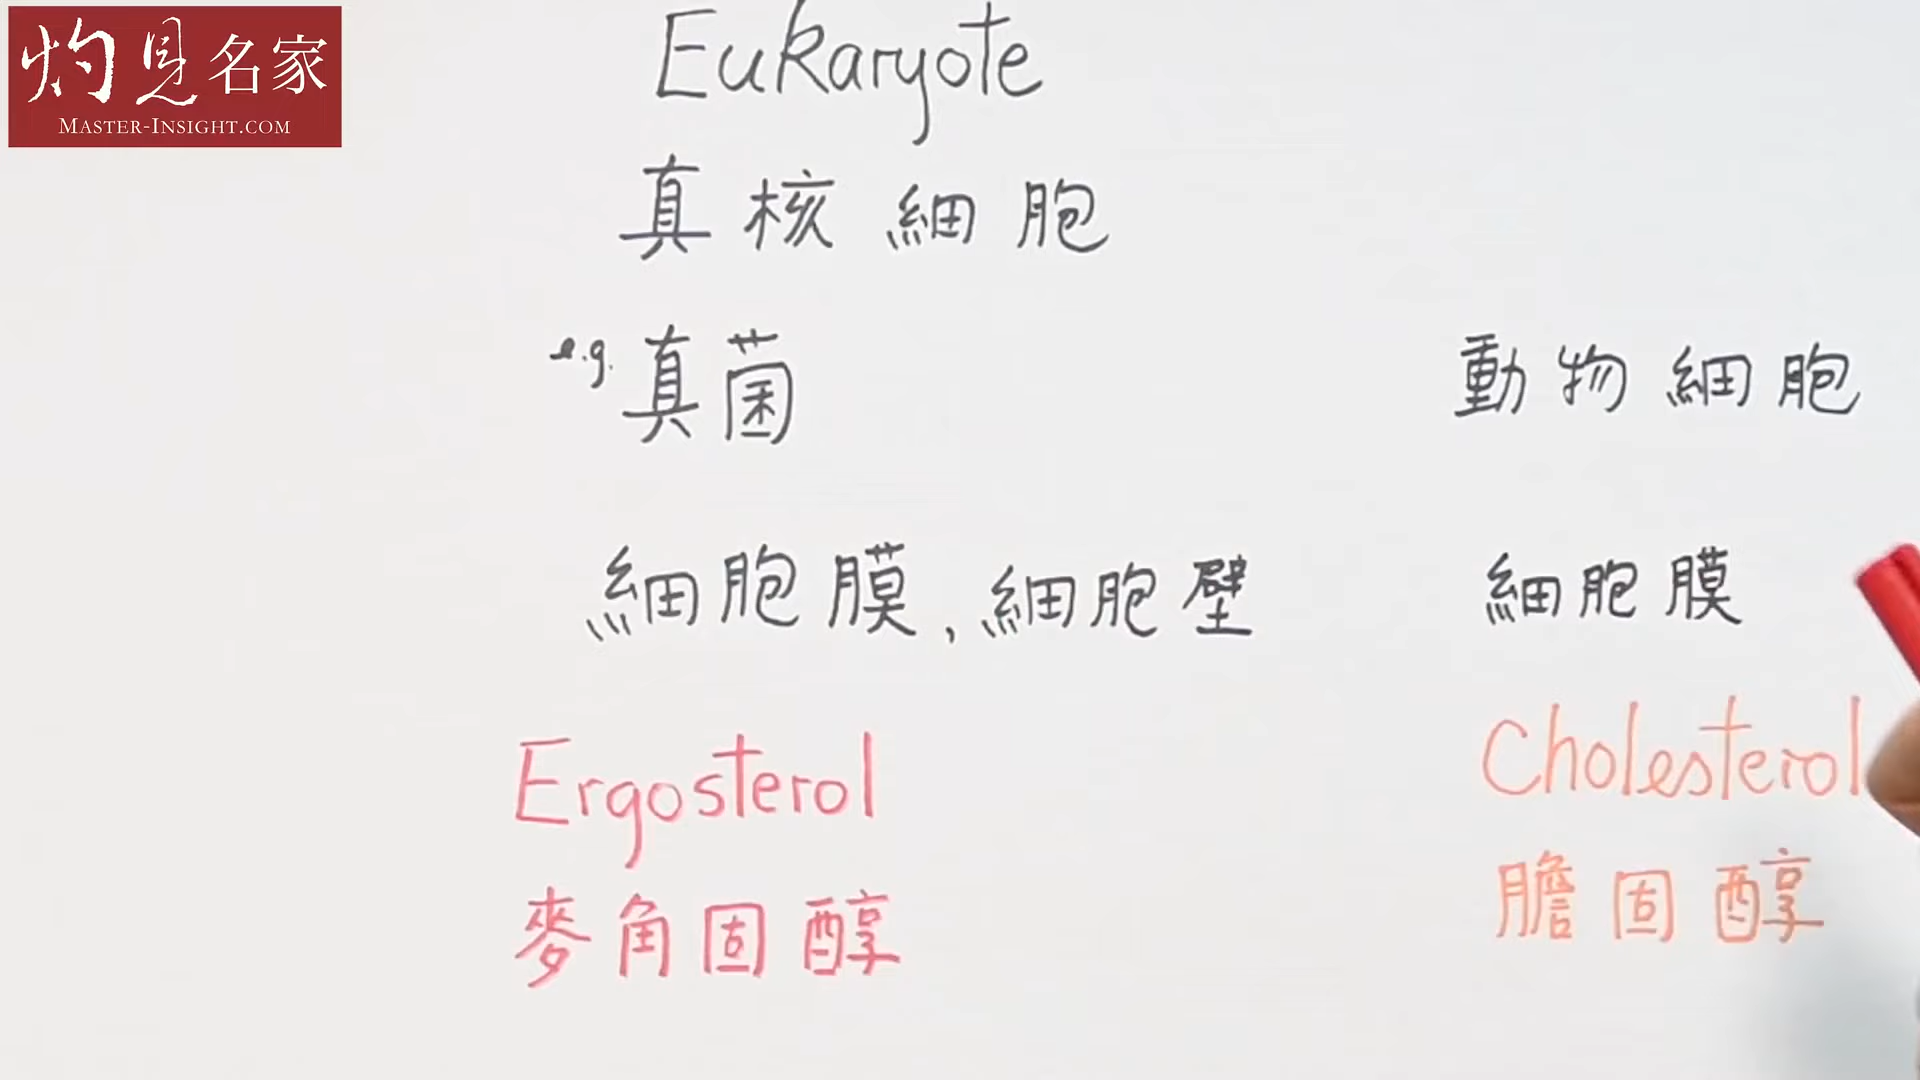 灼見名家
MASTER-INSIGHT.COM
Eukaryote
真核細胞
e.g. 真菌
動物細胞
細胞膜, 細胞壁
細胞膜
Ergosterol
麥角固醇
Cholesterol
膽固醇